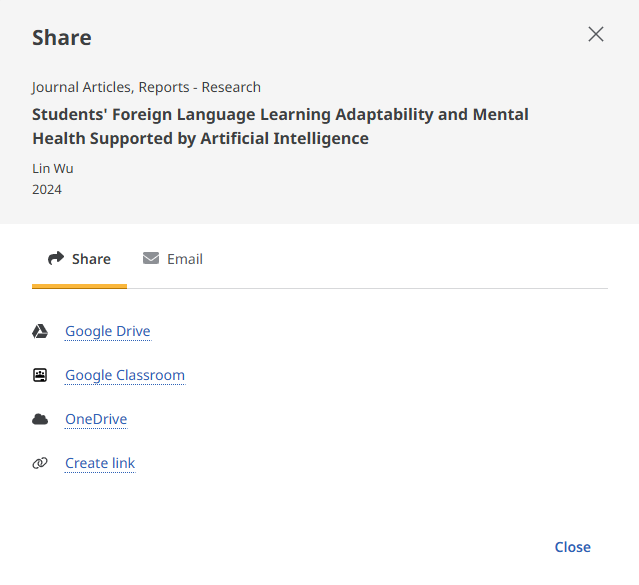 Share
Journal Articles, Reports - Research
Students' Foreign Language Learning Adaptability and Mental
Health Supported by Artificial Intelligence
Lin Wu
2024
Share
Email
Google Drive
Google Classroom
OneDrive
Create link
Close